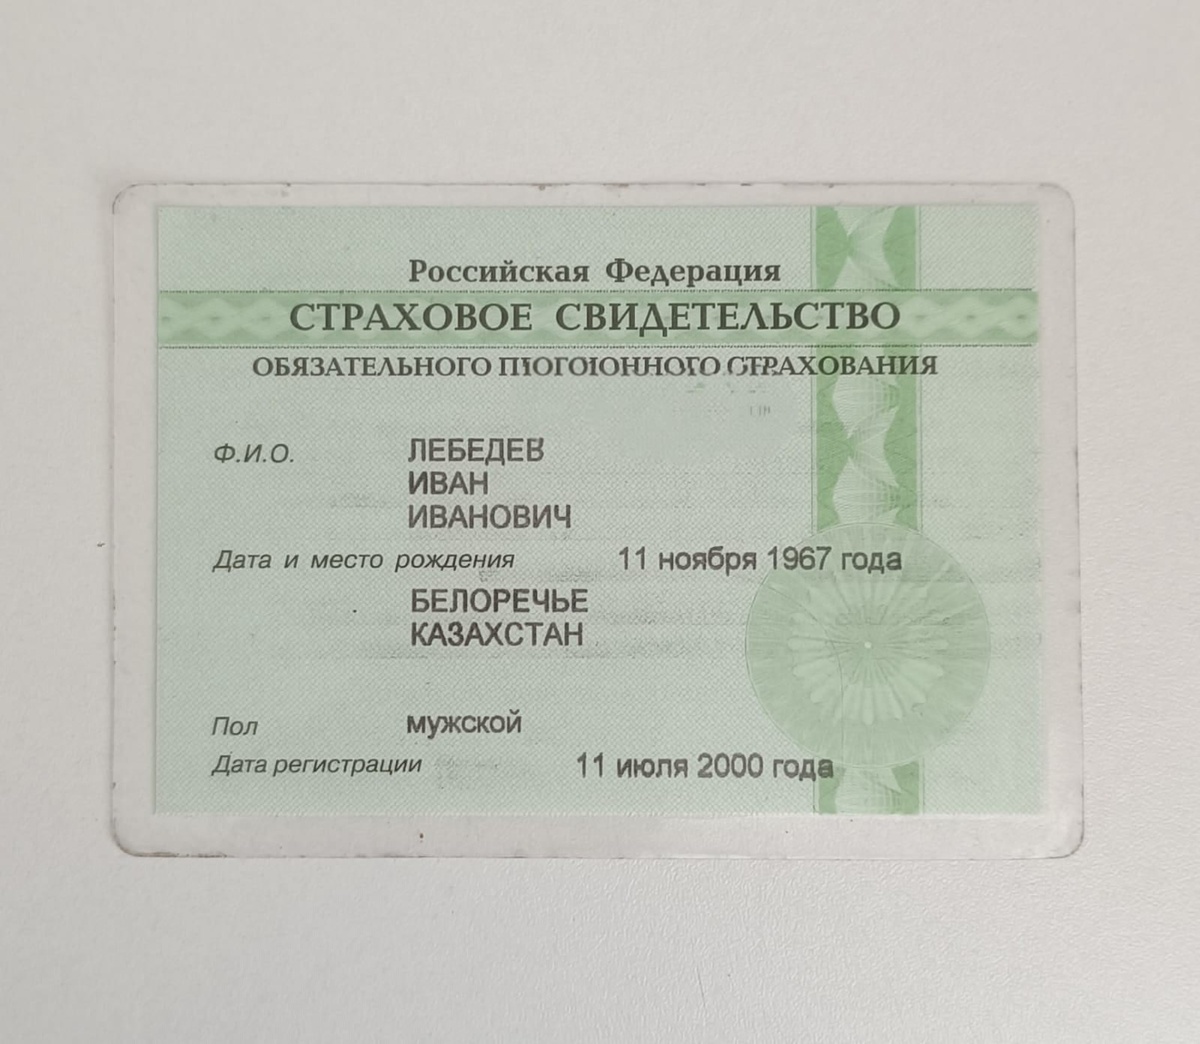 Российская Федерация
СТРАХОВОЕ СВИДЕТЕЛЬСТВО
ОБЯЗАТЕЛЬНОГО СТРАХОВАНИЯ
Ф.И.О. ЛЕБЕДЕВ
ИВАН
ИВАНОВИЧ
Дата и место рождения 11 ноября 1967 года
БЕЛОРЕЧЬЕ
КАЗАХСТАН
Пол мужской
Дата регистрации 11 июля 2000 года